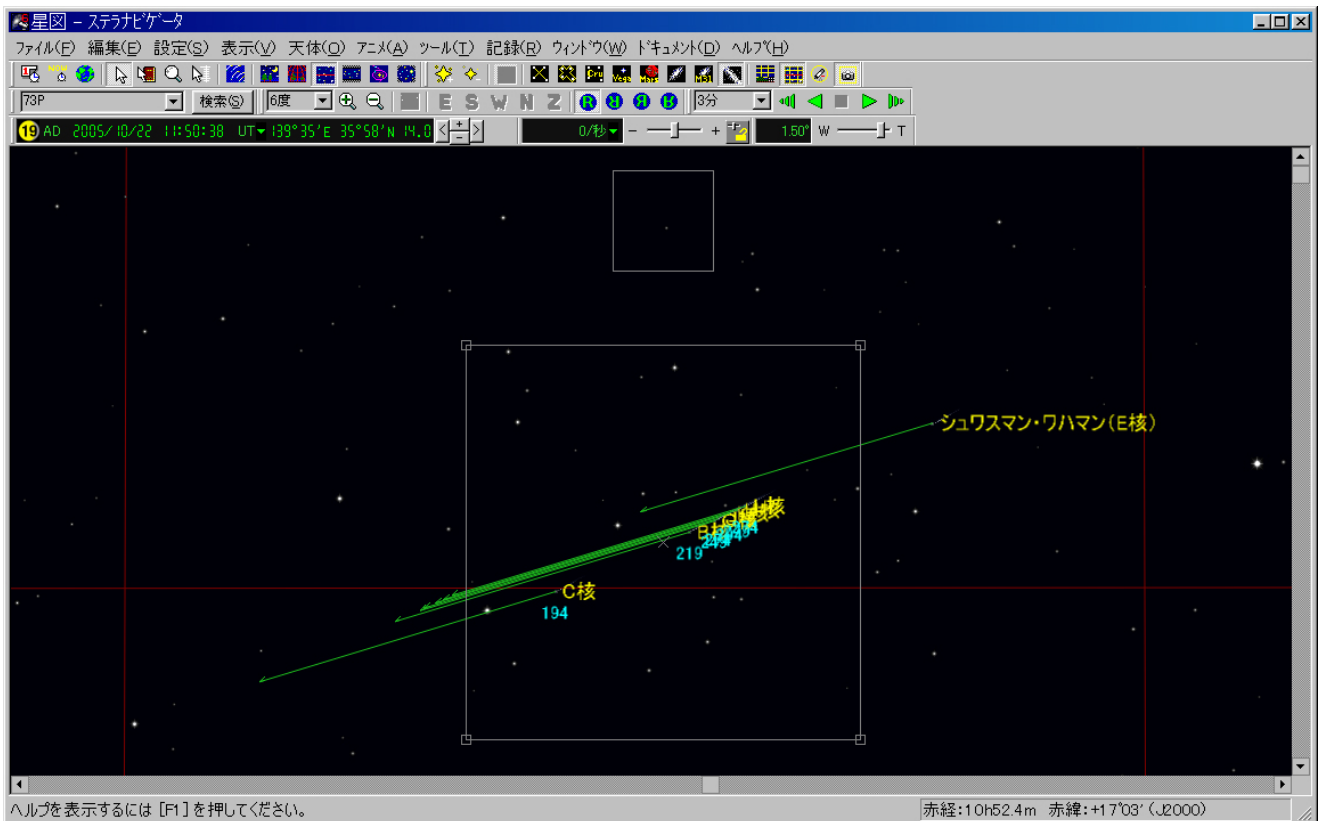 星図 - ステラナビゲータ
ファイル(F) 編集(E) 設定(S) 表示(V) 天体(O) アニメ(A) ツール(T) 記録(R) ウィンドウ(W) ドキュメント(D) ヘルプ(H)
73P 検索(S) 6度 E S W N Z R R R R 3分
19 AD 2005/10/22 11:50:38 UT 139°35'E 35°58'N 14.0 0/秒 - + 1.50° W T
シュワスマン・ワハマン(E核)
219
C核
194
ヘルプを表示するには [F1] を押してください。
赤経:10h52.4m 赤緯:+17°03′(J2000)